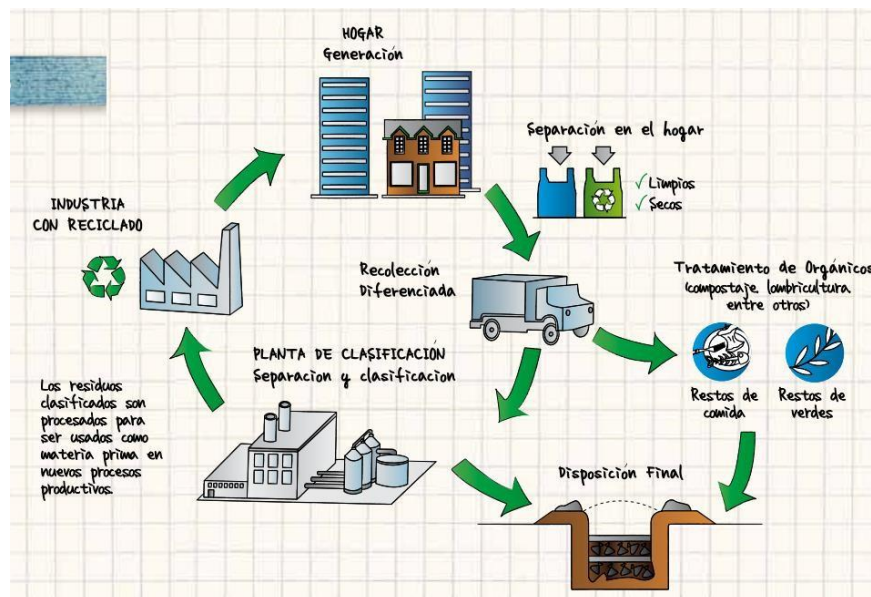 HOGAR
Generación
Separación en el hogar
✓ Limpios
✓ Secos
INDUSTRIA
CON RECICLADO
Recolección
Diferenciada
Tratamiento de Orgánicos
(compostaje, lombricultura
entre otros)
PLANTA DE CLASIFICACIÓN
Separacion y clasificacion
Restos de
comida
Restos de
verdes
Los residuos
clasificados son
procesados para
ser usados como
materia prima en
nuevos procesos
productivos.
Disposición Final